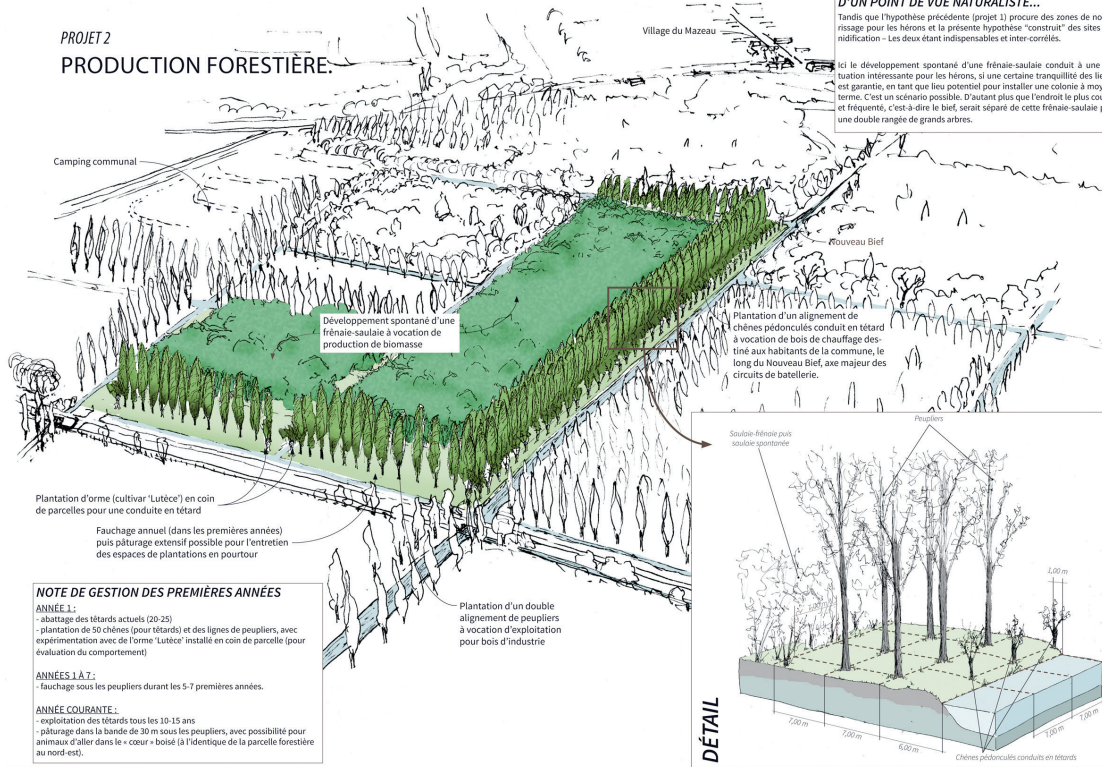 PROJET 2
PRODUCTION FORESTIÈRE.
Village du Mazeau
D'UN POINT DE VUE NATURALISTE...
Tandis que l'hypothèse précédente (projet 1) procure des zones de
rissage pour les hérons et la présente hypothèse "construit" des sites
nidification – Les deux étant indispensables et inter-corrélés.
Ici le développement spontané d'une frênaie-saulaie conduit à une
tuation intéressante pour les hérons, si une certaine tranquillité des
est garantie, en tant que lieu potentiel pour installer une colonie à
terme. C'est un scénario possible. D'autant plus que l'endroit le plus
et fréquenté, c'est-à-dire le bief, serait séparé de cette frênaie-saulaie
une double rangée de grands arbres.
Camping communal
Nouveau Bief
Développement spontané d'une
frênaie-saulaie à vocation de
production de biomasse
Plantation d'un alignement de
chênes pédonculés conduit en tétard
à vocation de bois de chauffage des-
tiné aux habitants de la commune, le
long du Nouveau Bief, axe majeur des
circuits de batellerie.
Plantation d'orme (cultivar 'Lutèce') en coin
de parcelles pour une conduite en tétard
Fauchage annuel (dans les premières années)
puis pâturage extensif possible pour l'entretien
des espaces de plantations en pourtour
Plantation d'un double
alignement de peupliers
à vocation d'exploitation
pour bois d'industrie
NOTE DE GESTION DES PREMIÈRES ANNÉES
ANNÉE 1 :
- abattage des tétards actuels (20-25)
- plantation de 50 chênes (pour tétards) et des lignes de peupliers, avec
expérimentation avec de l'orme 'Lutèce' installé en coin de parcelle (pour
évaluation du comportement)
ANNÉES 1 À 7 :
- fauchage sous les peupliers durant les 5-7 premières années.
ANNÉE COURANTE :
- exploitation des tétards tous les 10-15 ans
- pâturage dans la bande de 30 m sous les peupliers, avec possibilité pour
animaux d'aller dans le « cœur » boisé (à l'identique de la parcelle forestière
au nord-est).
DÉTAIL
Peupliers
Saulaie-frênaie puis
saulaie spontanée
1,00 m
7,00 m
7,00 m
6,00 m
7,00 m
7,00 m
Chênes pédonculés conduits en tétards